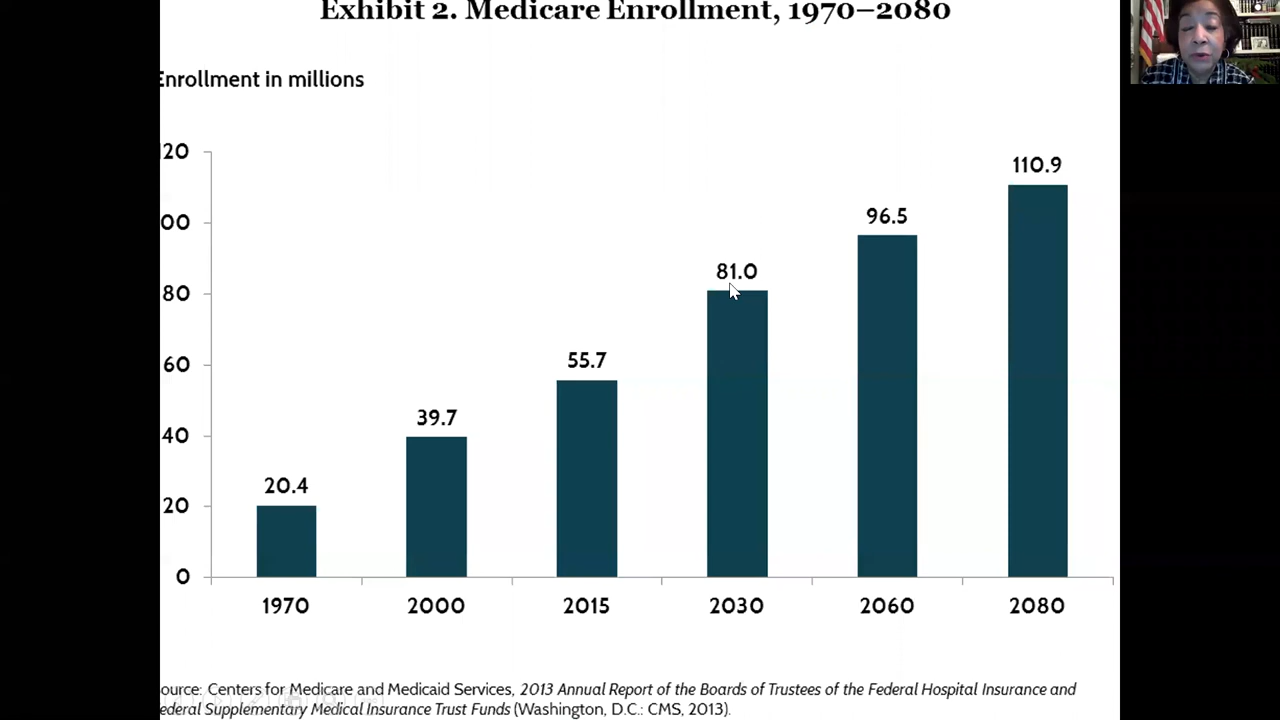 Exhibit 2. Medicare Enrollment, 1970–2080
Enrollment in millions
20
00
80
60
40
20
0
20.4
39.7
55.7
81.0
96.5
110.9
1970 2000 2015 2030 2060 2080
ource: Centers for Medicare and Medicaid Services, 2013 Annual Report of the Boards of Trustees of the Federal Hospital Insurance and
ederal Supplementary Medical Insurance Trust Funds (Washington, D.C.: CMS, 2013).